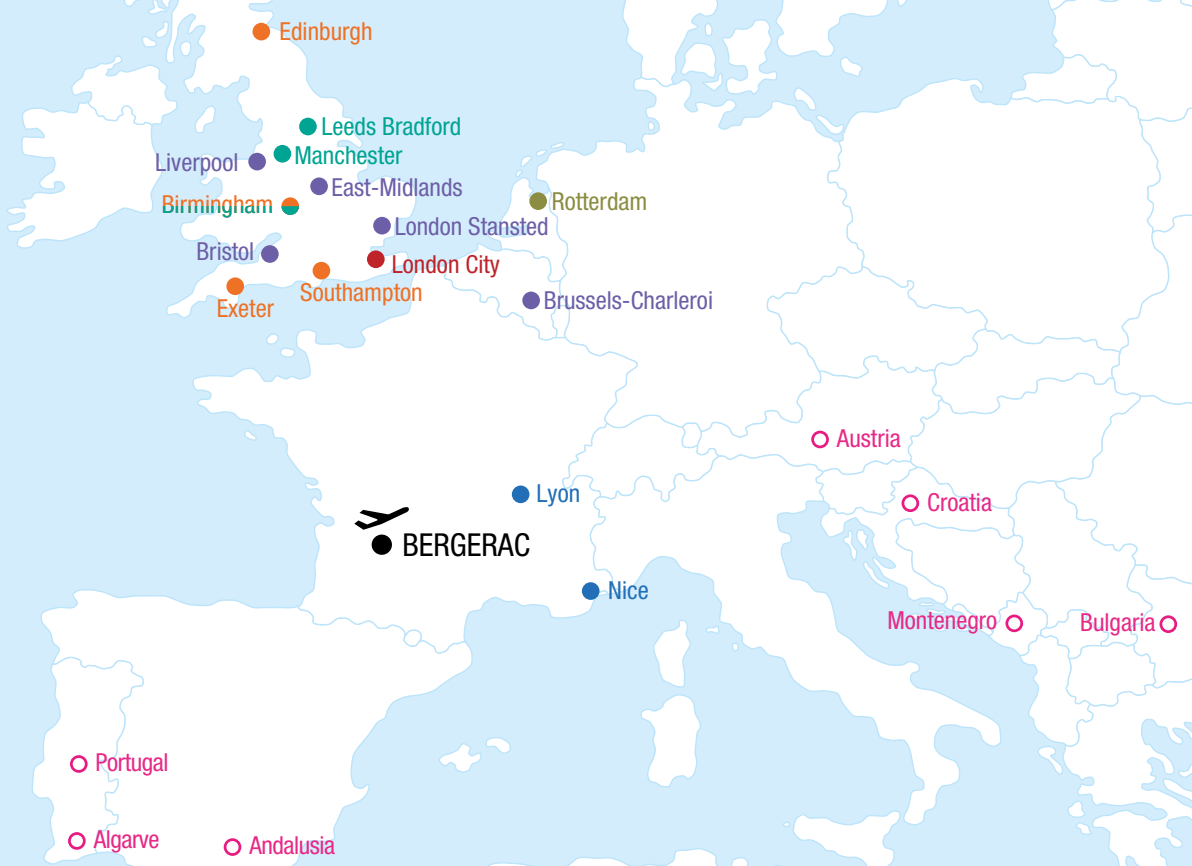 Edinburgh
Leeds Bradford
Manchester
Liverpool
East-Midlands
Rotterdam
Birmingham
London Stansted
Bristol
London City
Southampton
Brussels-Charleroi
Exeter
Austria
Lyon
Croatia
BERGERAC
Nice
Montenegro
Bulgaria
Portugal
Algarve
Andalusia